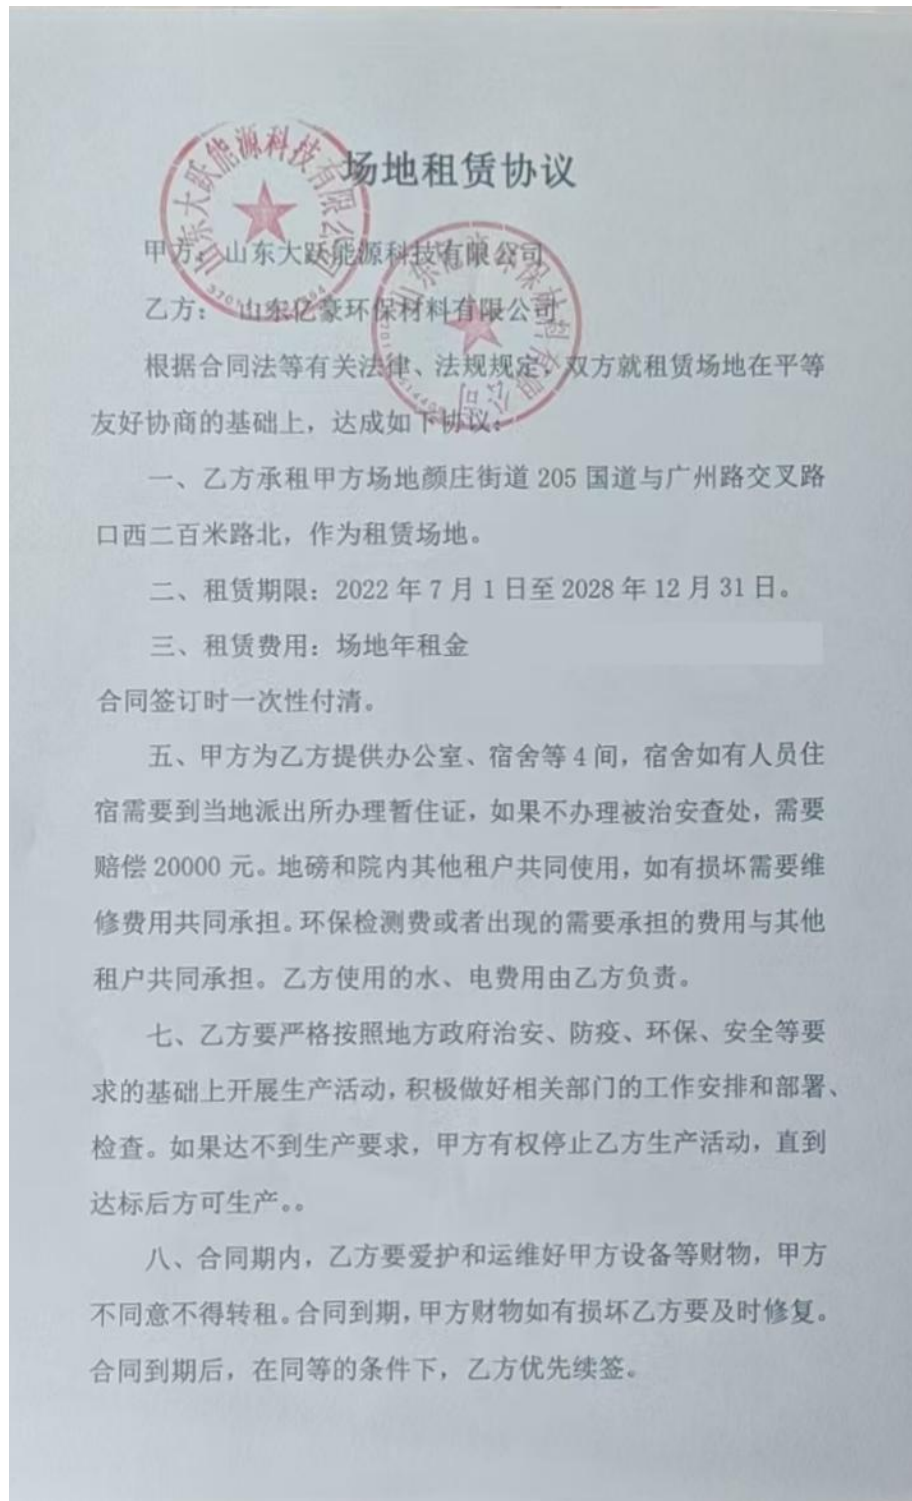 场地租赁协议
山东大跃能源科技有限公司
甲方：山东大跃能源科技有限公司
乙方： 山东亿豪环保材料有限公司
根据合同法等有关法律、法规规定，双方就租赁场地在平等
友好协商的基础上，达成如下协议：
一、乙方承租甲方场地颜庄街道 205 国道与广州路交叉路
口西二百米路北，作为租赁场地。
二、租赁期限：2022 年 7 月 1 日至 2028 年 12 月 31 日。
三、租赁费用：场地年租金
合同签订时一次性付清。
五、甲方为乙方提供办公室、宿舍等 4 间，宿舍如有人员住
宿需要到当地派出所办理暂住证，如果不办理被治安查处，需要
赔偿 20000 元。地磅和院内其他租户共同使用，如有损坏需要维
修费用共同承担。环保检测费或者出现的需要承担的费用与其他
租户共同承担。乙方使用的水、电费用由乙方负责。
七、乙方要严格按照地方政府治安、防疫、环保、安全等要
求的基础上开展生产活动，积极做好相关部门的工作安排和部署、
检查。如果达不到生产要求，甲方有权停止乙方生产活动，直到
达标后方可生产。。
八、合同期内，乙方要爱护和运维好甲方设备等财物，甲方
不同意不得转租。合同到期，甲方财物如有损坏乙方要及时修复。
合同到期后，在同等的条件下，乙方优先续签。